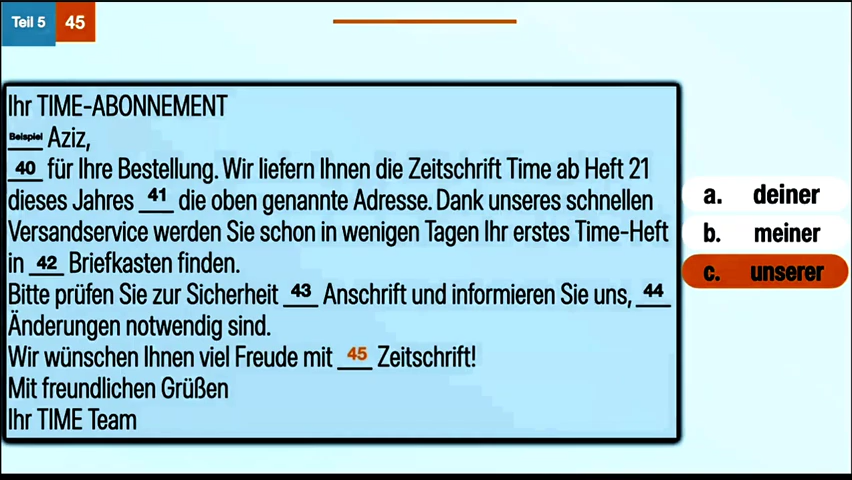 Teil 5 45
Ihr TIME-ABONNEMENT
Beispiel Aziz,
40 für Ihre Bestellung. Wir liefern Ihnen die Zeitschrift Time ab Heft 21
dieses Jahres 41 die oben genannte Adresse. Dank unseres schnellen
Versandservice werden Sie schon in wenigen Tagen Ihr erstes Time-Heft
in 42 Briefkasten finden.
Bitte prüfen Sie zur Sicherheit 43 Anschrift und informieren Sie uns, 44
Änderungen notwendig sind.
Wir wünschen Ihnen viel Freude mit 45 Zeitschrift!
Mit freundlichen Grüßen
Ihr TIME Team
a. deiner
b. meiner
c. unserer